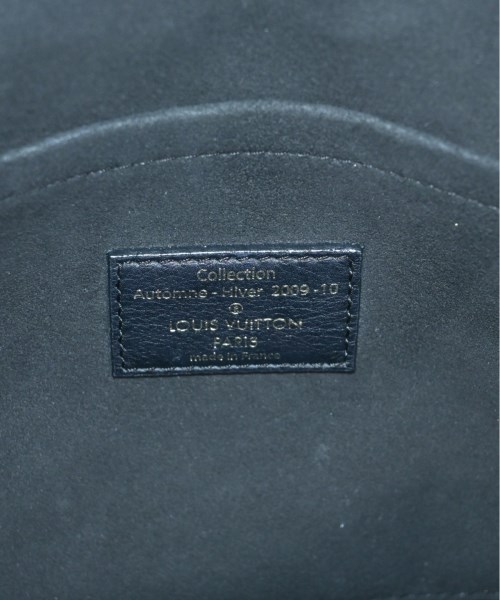 Collection
Automne - Hiver 2009-10
®
LOUIS VUITTON
PARIS
made in France